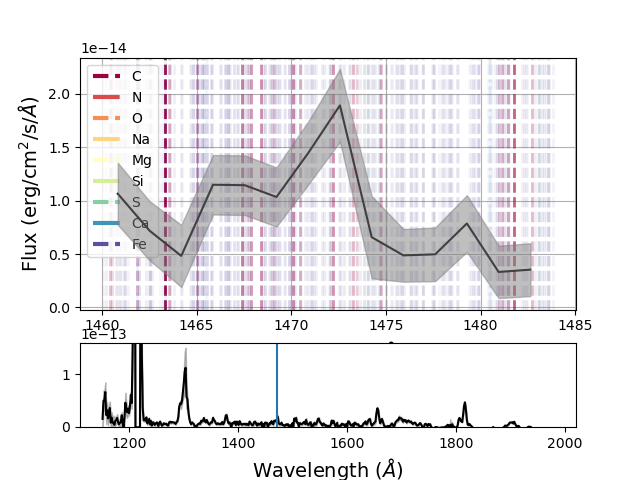 1e−14
Flux (erg/cm²/s/Å)
2.0
1.5
1.0
0.5
0.0
C
N
O
Na
Mg
Si
S
Ca
Fe
1460 1465 1470 1475 1480 1485
1e−13
1
0
1200 1400 1600 1800 2000
Wavelength (Å)